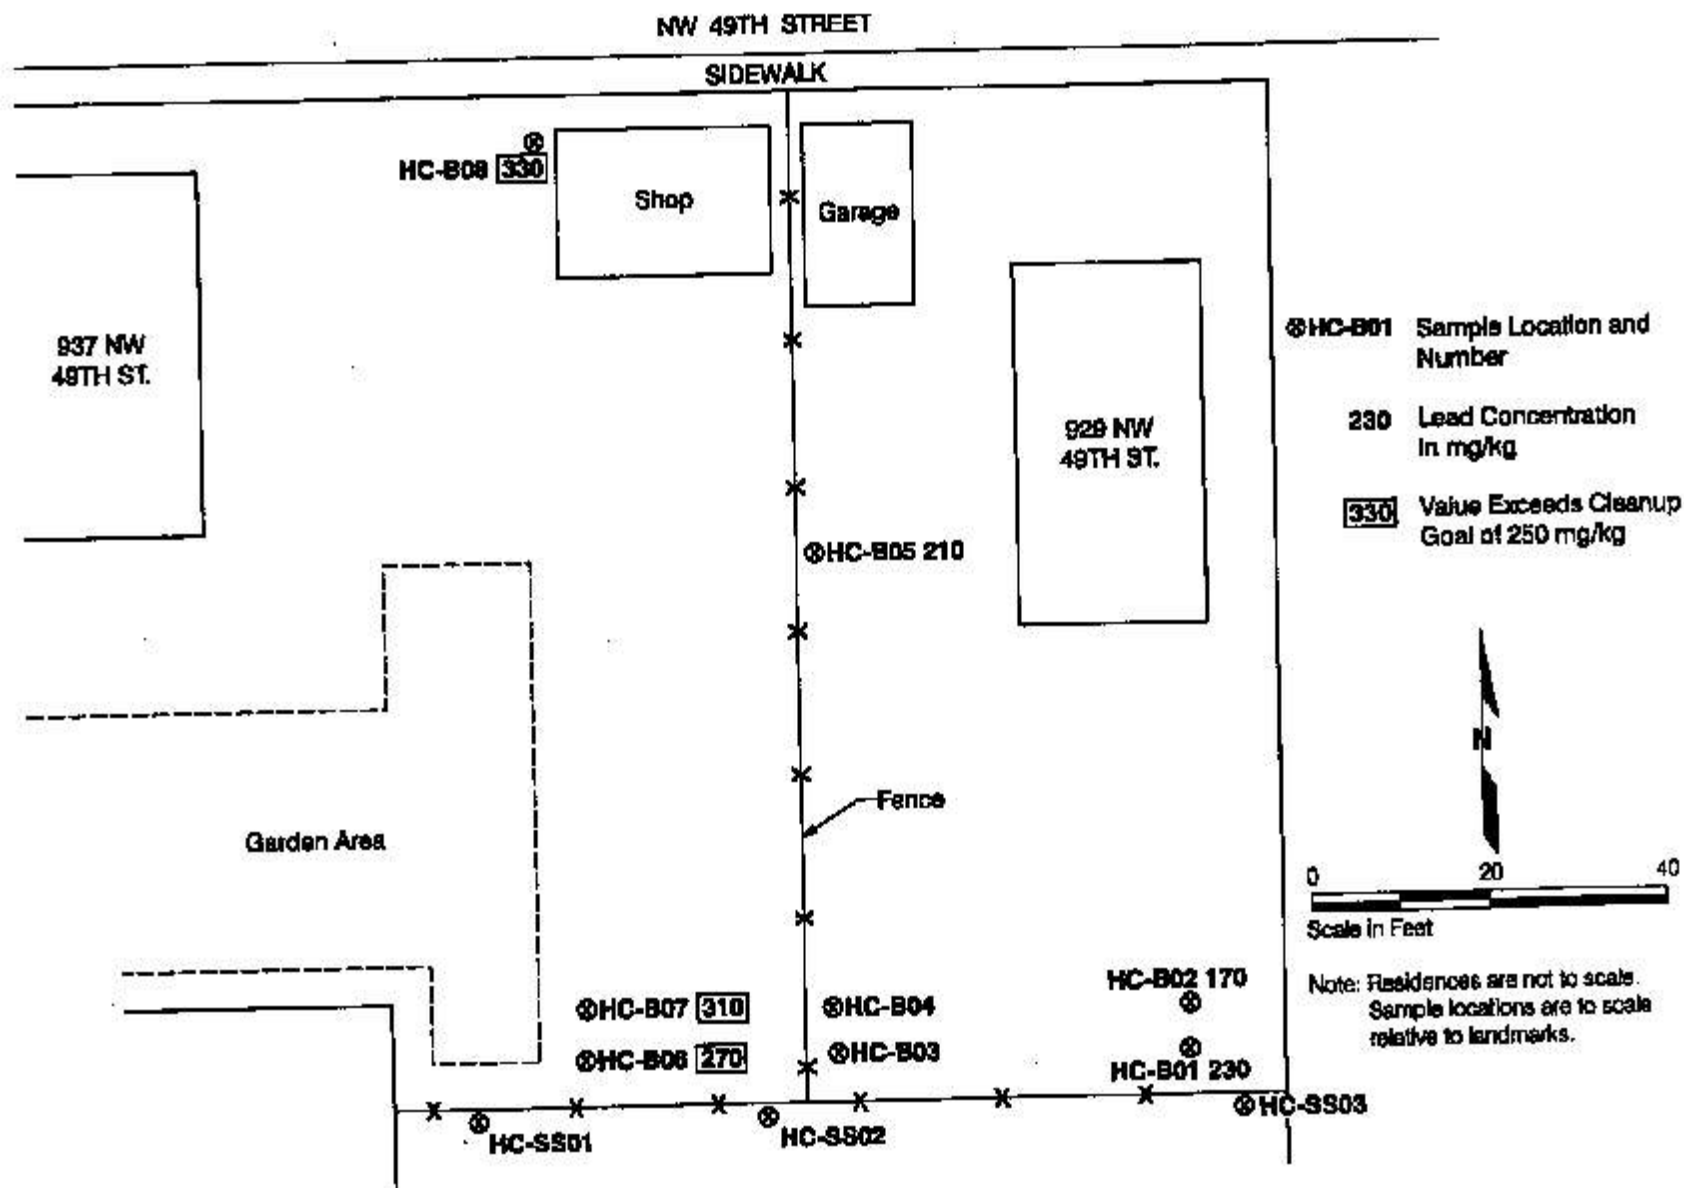 NW 49TH STREET
SIDEWALK
HC-B08 330
Shop
Garage
937 NW
49TH ST.
929 NW
49TH ST.
HC-B01 Sample Location and
Number
230 Lead Concentration
in mg/kg
330 Value Exceeds Cleanup
Goal of 250 mg/kg
HC-B05 210
N
Fence
Garden Area
0 20 40
Scale in Feet
Note: Residences are not to scale.
Sample locations are to scale
relative to landmarks.
HC-B02 170
HC-B07 310
HC-B04
HC-B06 270
HC-B03
HC-B01 230
HC-SS03
HC-SS01
HC-SS02